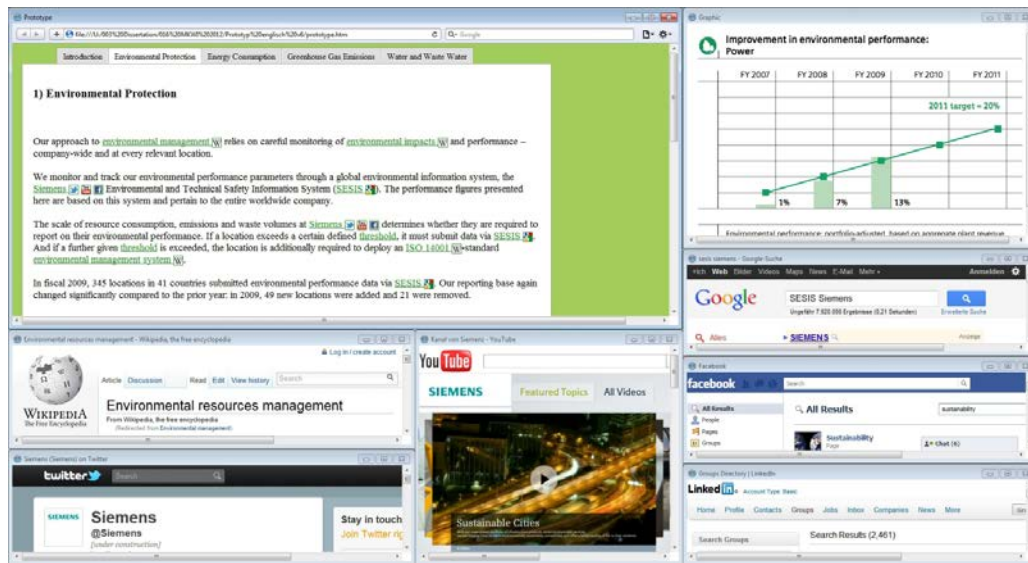 Prototype
Google
Introduction Environmental Protection Energy Consumption Greenhouse Gas Emissions Water and Waste Water
1) Environmental Protection
Our approach to environmental management relies on careful monitoring of environmental impacts and performance –
company-wide and at every relevant location.
We monitor and track our environmental performance parameters through a global environmental information system, the
Siemens Environmental and Technical Safety Information System (SESIS). The performance figures presented
here are based on this system and pertain to the entire worldwide company.
The scale of resource consumption, emissions and waste volumes at Siemens determines whether they are required to
report on their environmental performance. If a location exceeds a certain defined threshold, it must submit data via SESIS.
And if a further given threshold is exceeded, the location is additionally required to deploy an ISO 14001-standard
environmental management system.
In fiscal 2009, 345 locations in 41 countries submitted environmental performance data via SESIS. Our reporting base again
changed significantly compared to the prior year: in 2009, 49 new locations were added and 21 were removed.
Graphic
Improvement in environmental performance:
Power
FY 2007 FY 2008 FY 2009 FY 2010 FY 2011
2011 target = 20%
1% 7% 13%
Environmental performance: portfolio-adjusted, based on aggregate plant revenue
sesis siemens - Google-Suche
+Ich Web Bilder Videos Maps News E-Mail Mehr Anmelden
Google
SESIS Siemens
Erweiterte Suche
Alles
SIEMENS
Anzeige
Environmental resources management - Wikipedia, the free encyclopedia
Log in / create account
Article Discussion Read Edit View history Search
WIKIPEDIA
The Free Encyclopedia
Environmental resources management
From Wikipedia, the free encyclopedia
(Redirected from Environmental management)
Kanal von Siemens - YouTube
YouTube
SIEMENS
Featured Topics All Videos
Sustainable Cities
Facebook
facebook
Search
All Results
People
Pages
Groups
All Results
sustainability
Sustainability
Page
Chat (6)
Siemens (Siemens) on Twitter
twitter
Search
SIEMENS
Siemens
@Siemens
[under construction]
Stay in touch
Groups Directory | LinkedIn
Linked in
Account Type: Basic
Home Profile Contacts Groups Jobs Inbox Companies News More
Search Groups
Search Results (2,461)